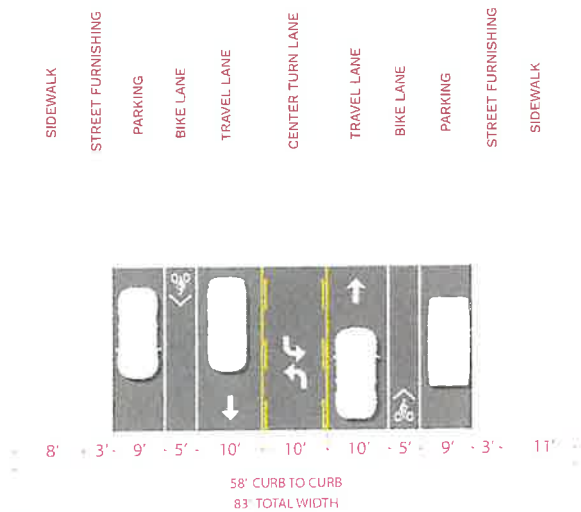 SIDEWALK
STREET FURNISHING
PARKING
BIKE LANE
TRAVEL LANE
CENTER TURN LANE
TRAVEL LANE
BIKE LANE
PARKING
STREET FURNISHING
SIDEWALK
8' - 3' - 9' - 5' - 10' - 10' - 10' - 5' - 9' - 3' - 11'
58' CURB TO CURB
83' TOTAL WIDTH